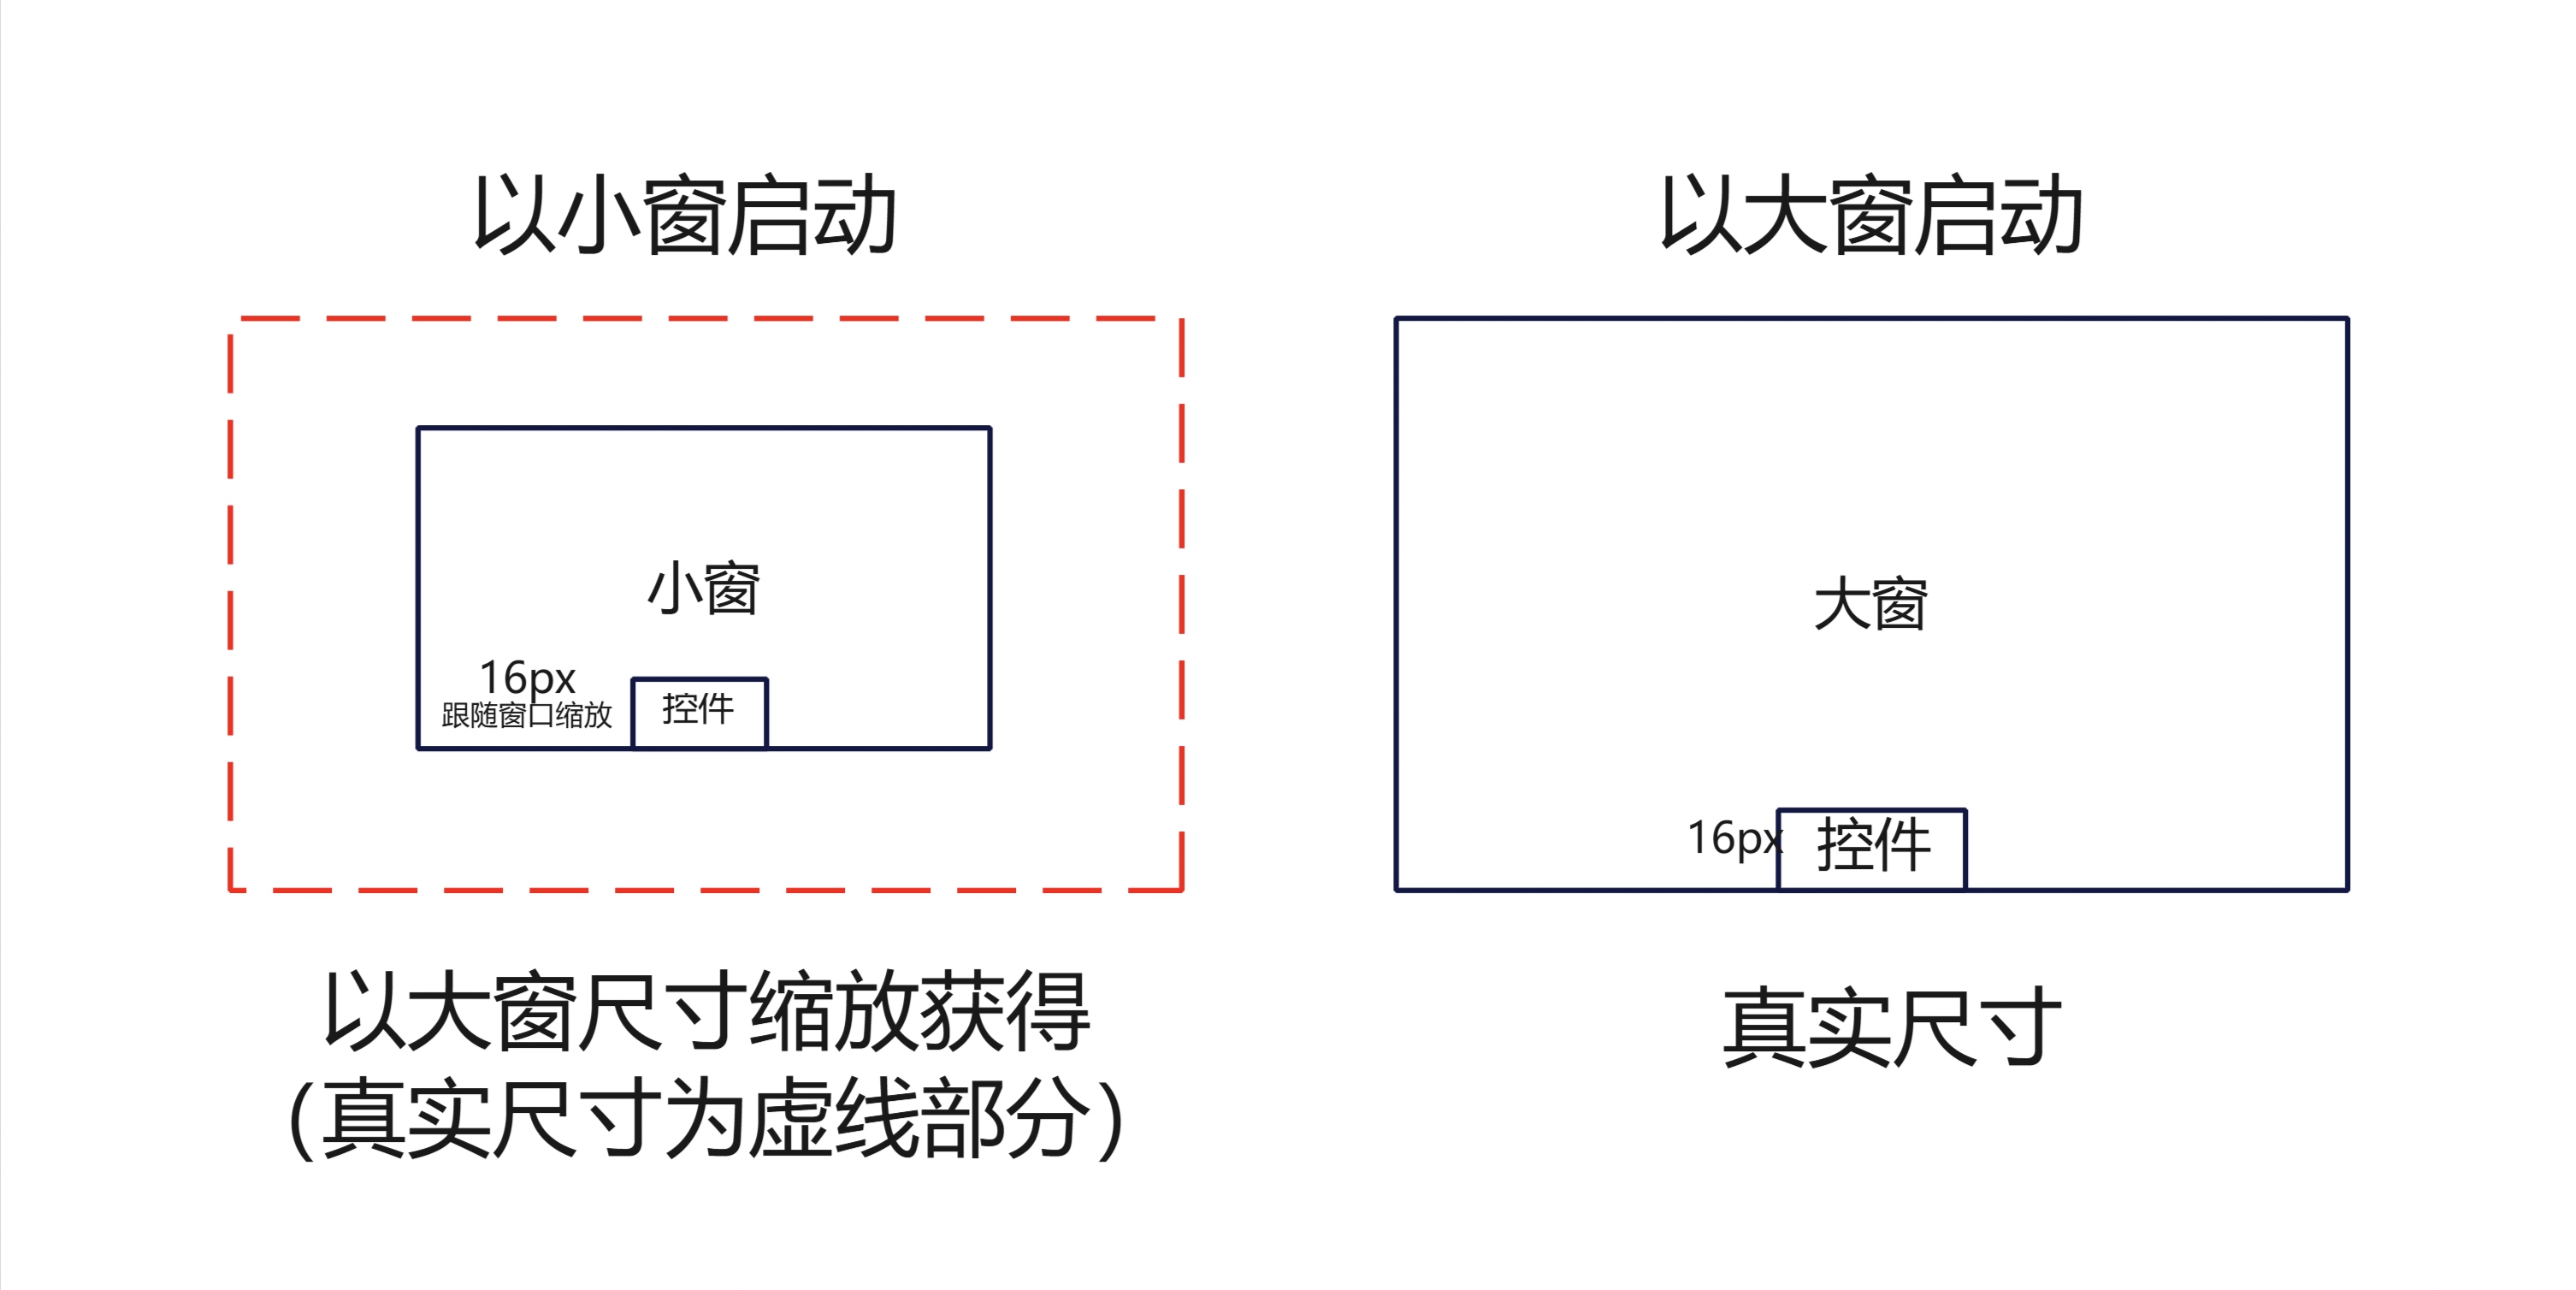 以小窗启动
小窗
16px
跟随窗口缩放
控件
以大窗尺寸缩放获得
(真实尺寸为虚线部分)
以大窗启动
大窗
16px
控件
真实尺寸